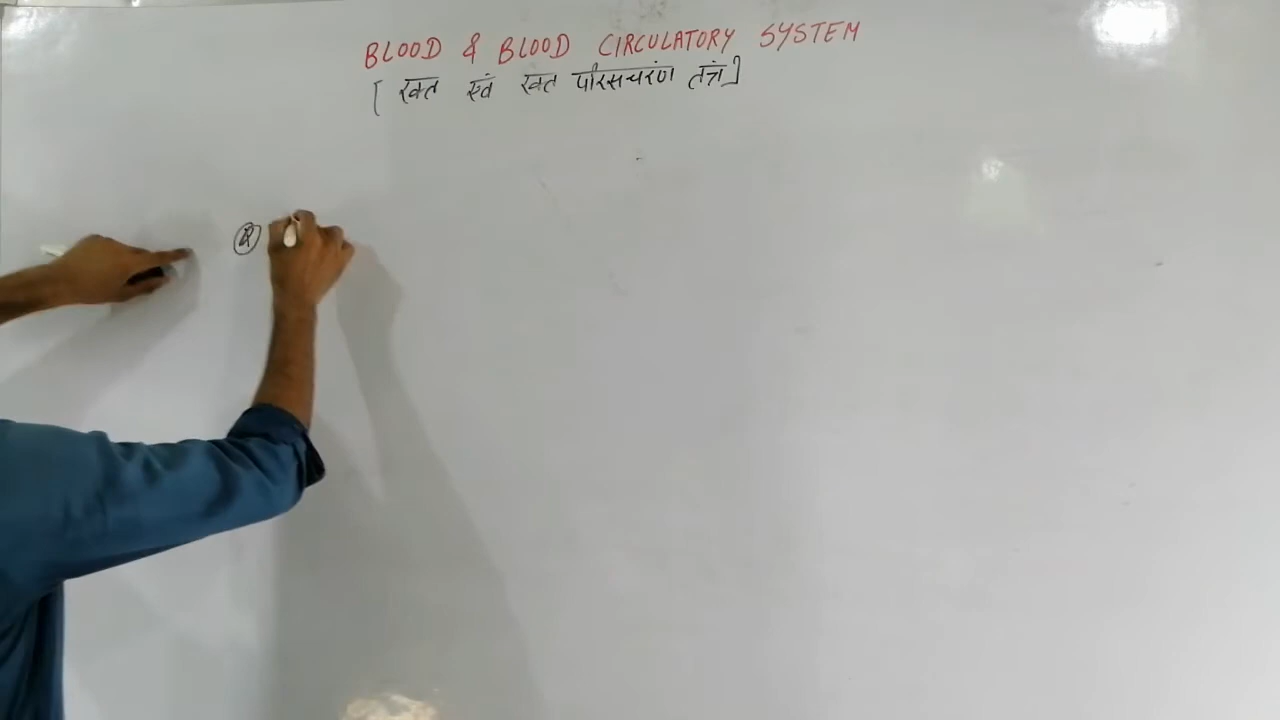 BLOOD & BLOOD CIRCULATORY SYSTEM
[ रक्त एवं रक्त परिसंचरण तंत्र ]